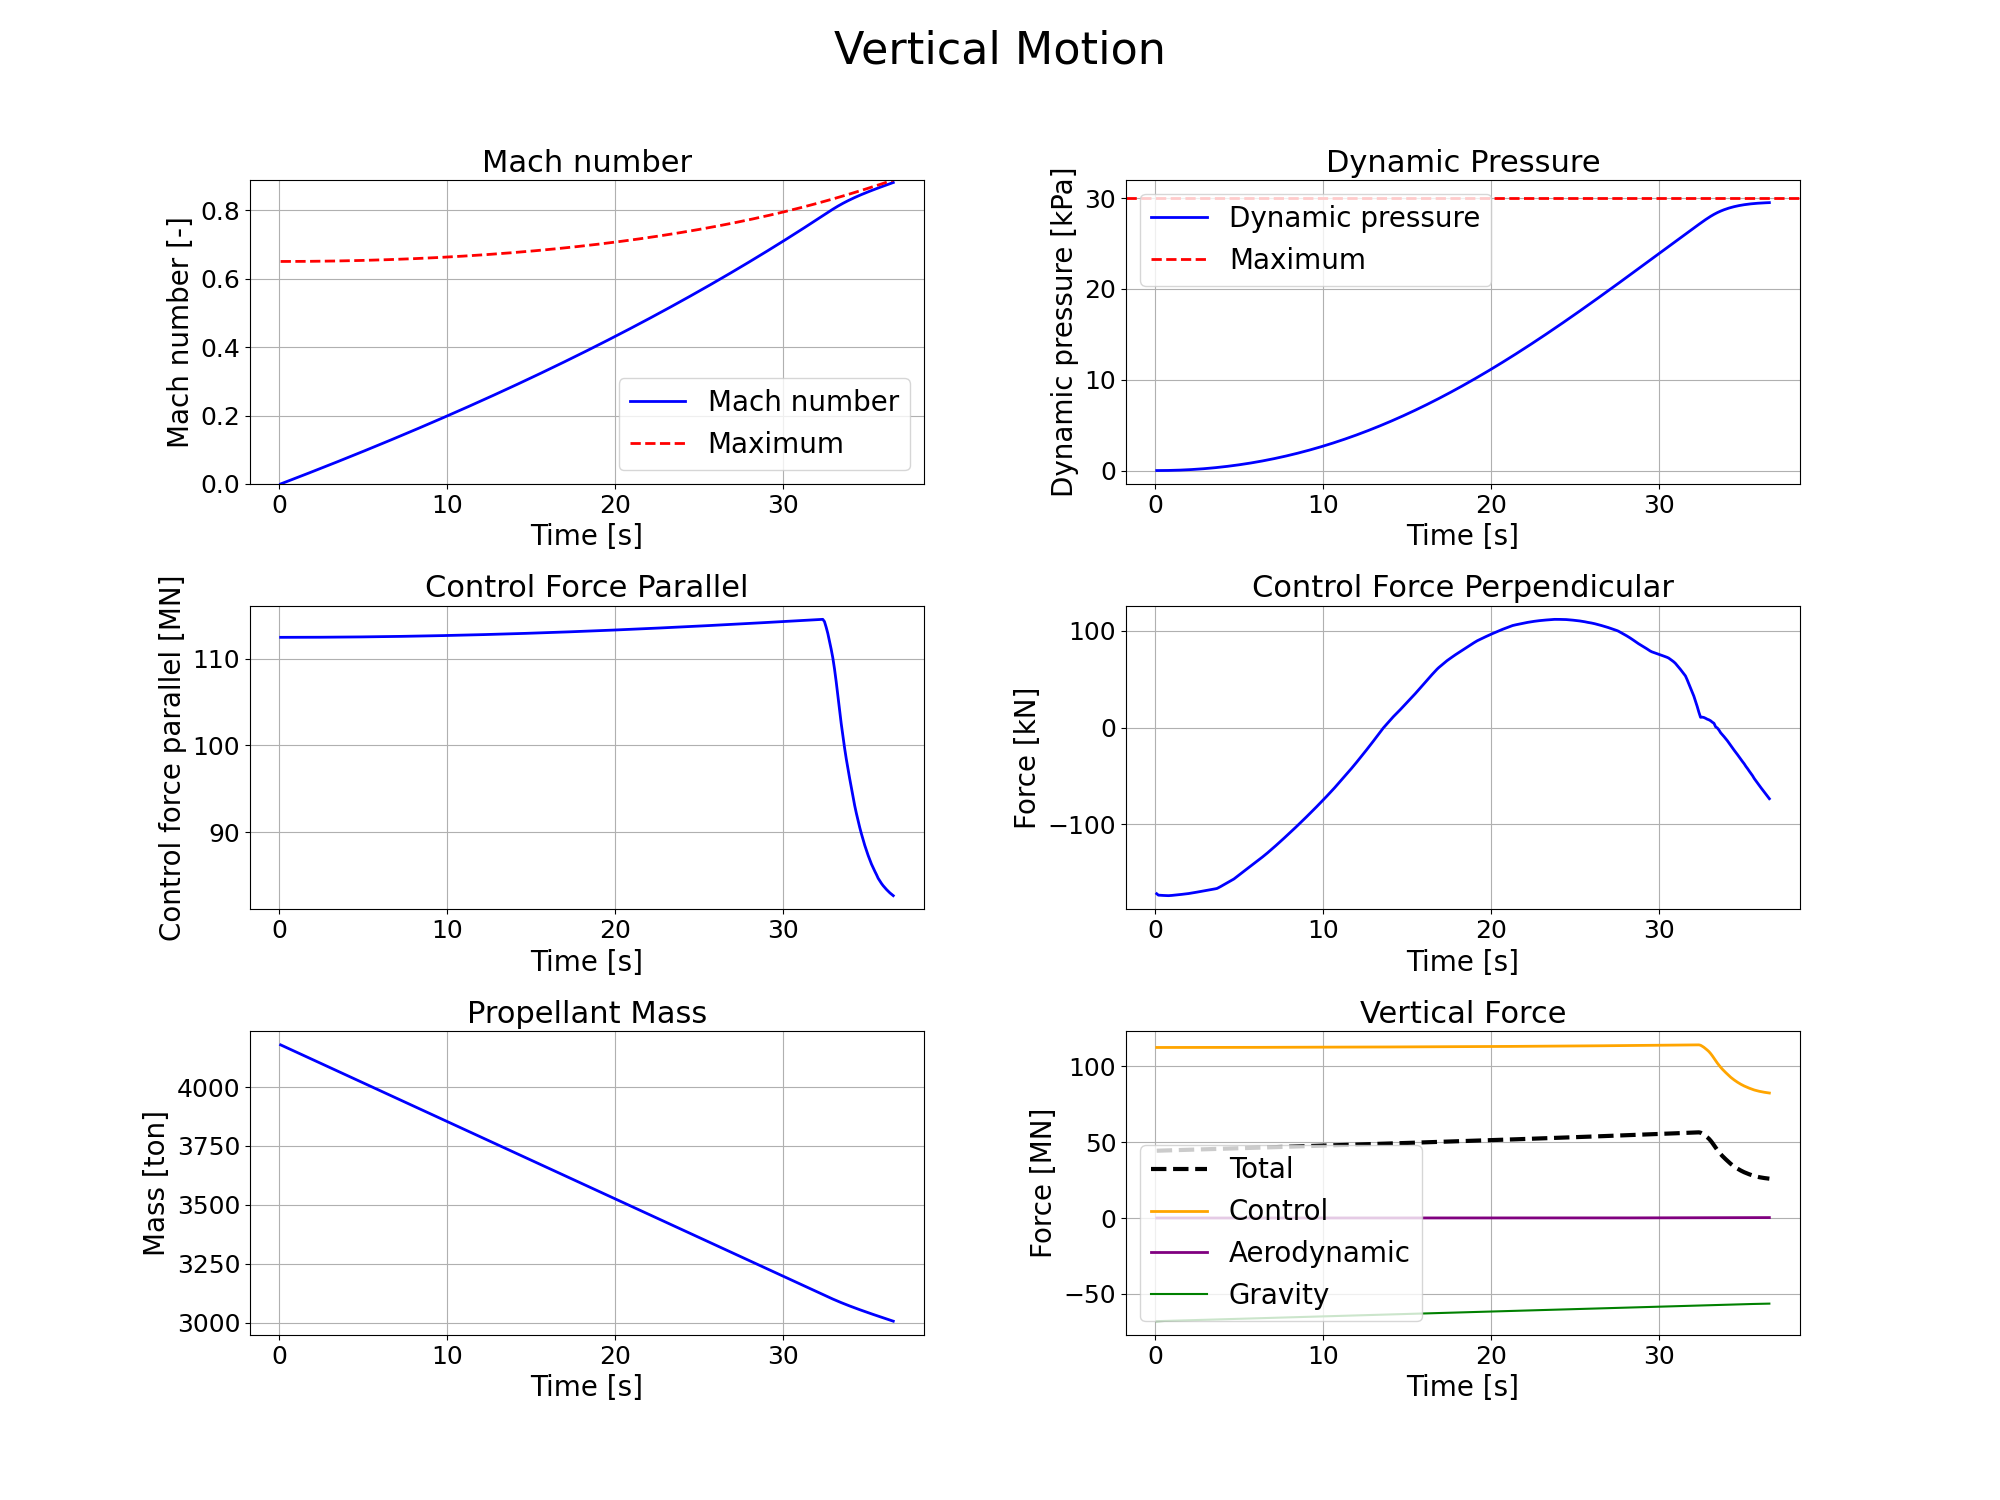 Vertical Motion
Mach number
Mach number [-]
0.8
0.6
0.4
0.2
0.0
Mach number
Maximum
0 10 20 30
Time [s]
Dynamic Pressure
Dynamic pressure [kPa]
30
20
10
0
Dynamic pressure
Maximum
0 10 20 30
Time [s]
Control Force Parallel
Control force parallel [MN]
110
100
90
0 10 20 30
Time [s]
Control Force Perpendicular
Force [kN]
100
0
−100
0 10 20 30
Time [s]
Propellant Mass
Mass [ton]
4000
3750
3500
3250
3000
0 10 20 30
Time [s]
Vertical Force
Force [MN]
100
50
0
−50
Total
Control
Aerodynamic
Gravity
0 10 20 30
Time [s]